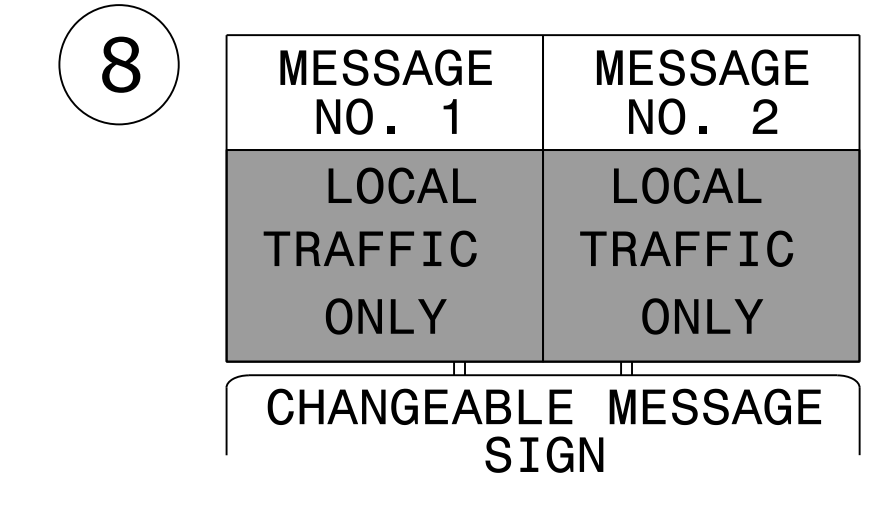 8
MESSAGE
NO. 1
MESSAGE
NO. 2
LOCAL
TRAFFIC
ONLY
LOCAL
TRAFFIC
ONLY
CHANGEABLE MESSAGE
SIGN